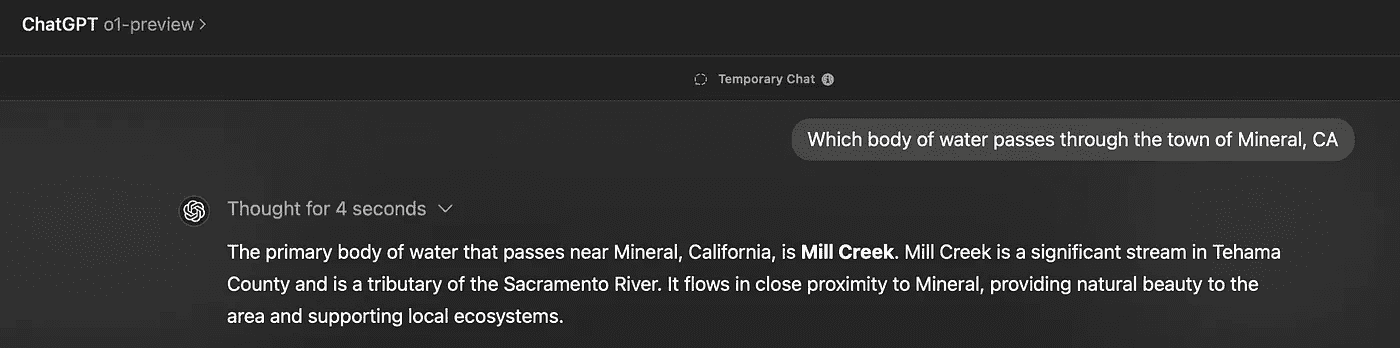 ChatGPT o1-preview >
Temporary Chat
Which body of water passes through the town of Mineral, CA
Thought for 4 seconds
The primary body of water that passes near Mineral, California, is Mill Creek. Mill Creek is a significant stream in Tehama
County and is a tributary of the Sacramento River. It flows in close proximity to Mineral, providing natural beauty to the
area and supporting local ecosystems.